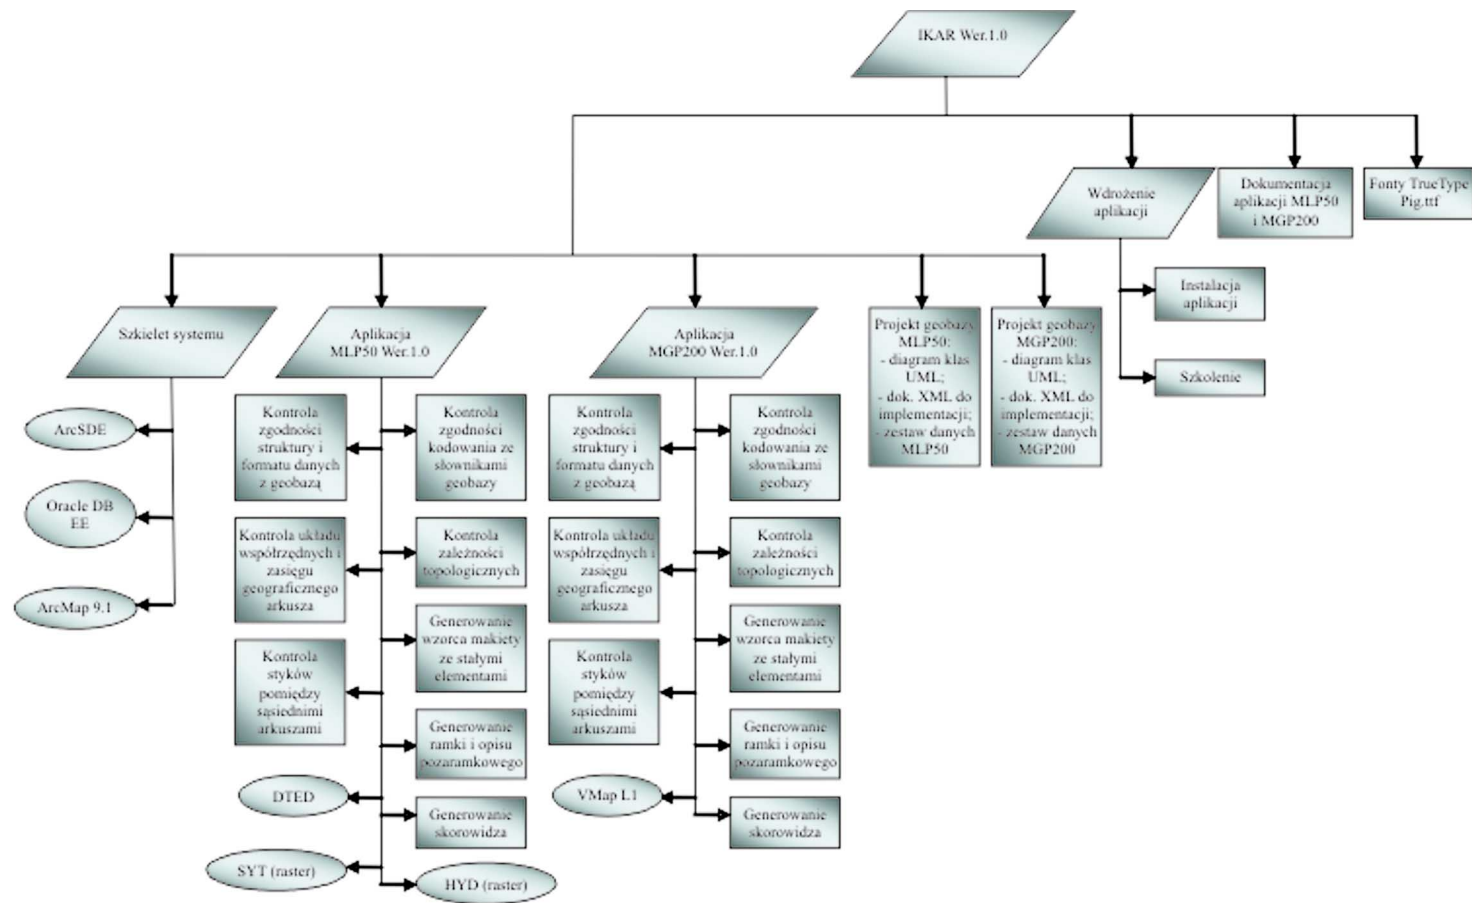 IKAR Wer.1.0
Wdrożenie
aplikacji
Dokumentacja
aplikacji MLP50
i MGP200
Fonty TrueType
Pig.ttf
Instalacja
aplikacji
Szkolenie
Szkielet systemu
Aplikacja
MLP50 Wer.1.0
Aplikacja
MGP200 Wer.1.0
Projekt geobazy
MLP50:
- diagram klas
UML;
- dok. XML do
implementacji;
- zestaw danych
MLP50
Projekt geobazy
MGP200:
- diagram klas
UML;
- dok. XML do
implementacji;
- zestaw danych
MGP200
ArcSDE
Oracle DB
EE
ArcMap 9.1
Kontrola
zgodności
struktury i
formatu danych
z geobazą
Kontrola
zgodności
kodowania ze
słownikami
geobazy
Kontrola układu
współrzędnych i
zasięgu
geograficznego
arkusza
Kontrola
zależności
topologicznych
Generowanie
wzorca makiety
ze stałymi
elementami
Kontrola
styków
pomiędzy
sąsiednimi
arkuszami
Generowanie
ramki i opisu
pozaramkowego
DTED
Generowanie
skorowidza
SYT (raster)
HYD (raster)
Kontrola
zgodności
struktury i
formatu danych
z geobazą
Kontrola
zgodności
kodowania ze
słownikami
geobazy
Kontrola układu
współrzędnych i
zasięgu
geograficznego
arkusza
Kontrola
zależności
topologicznych
Generowanie
wzorca makiety
ze stałymi
elementami
Kontrola
styków
pomiędzy
sąsiednimi
arkuszami
Generowanie
ramki i opisu
pozaramkowego
VMap L1
Generowanie
skorowidza